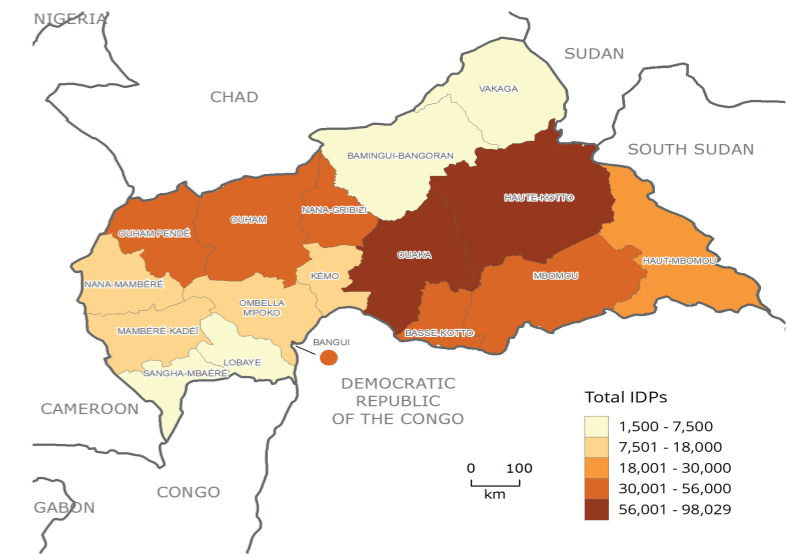 NIGERIA
SUDAN
CHAD
VAKAGA
SOUTH SUDAN
BAMINGUI-BANGORAN
HAUTE-KOTTO
NANA-GRIBIZI
OUHAM
OUHAM PENDÉ
OUAKA
HAUT-MBOMOU
MBOMOU
KÉMO
NANA-MAMBÉRÉ
OMBELLA
M'POKO
MAMBÉRÉ-KADÉÏ
BASSE-KOTTO
BANGUI
LOBAYE
SANGHA-MBAÉRÉ
DEMOCRATIC
REPUBLIC
OF THE CONGO
CAMEROON
CONGO
GABON
0 100
km
Total IDPs
1,500 - 7,500
7,501 - 18,000
18,001 - 30,000
30,001 - 56,000
56,001 - 98,029